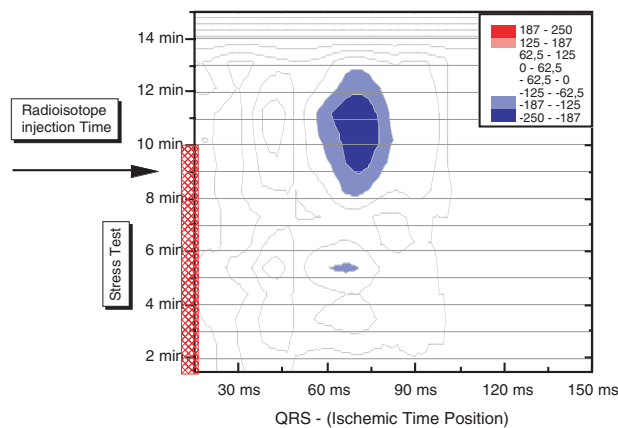 14 min
12 min
10 min
8 min
6 min
4 min
2 min
187 - 250
125 - 187
62,5 - 125
0 - 62,5
- 62,5 - 0
-125 - -62,5
-187 - -125
-250 - -187
Radioisotope
injection Time
Stress Test
30 ms
60 ms
90 ms
120 ms
150 ms
QRS - (Ischemic Time Position)